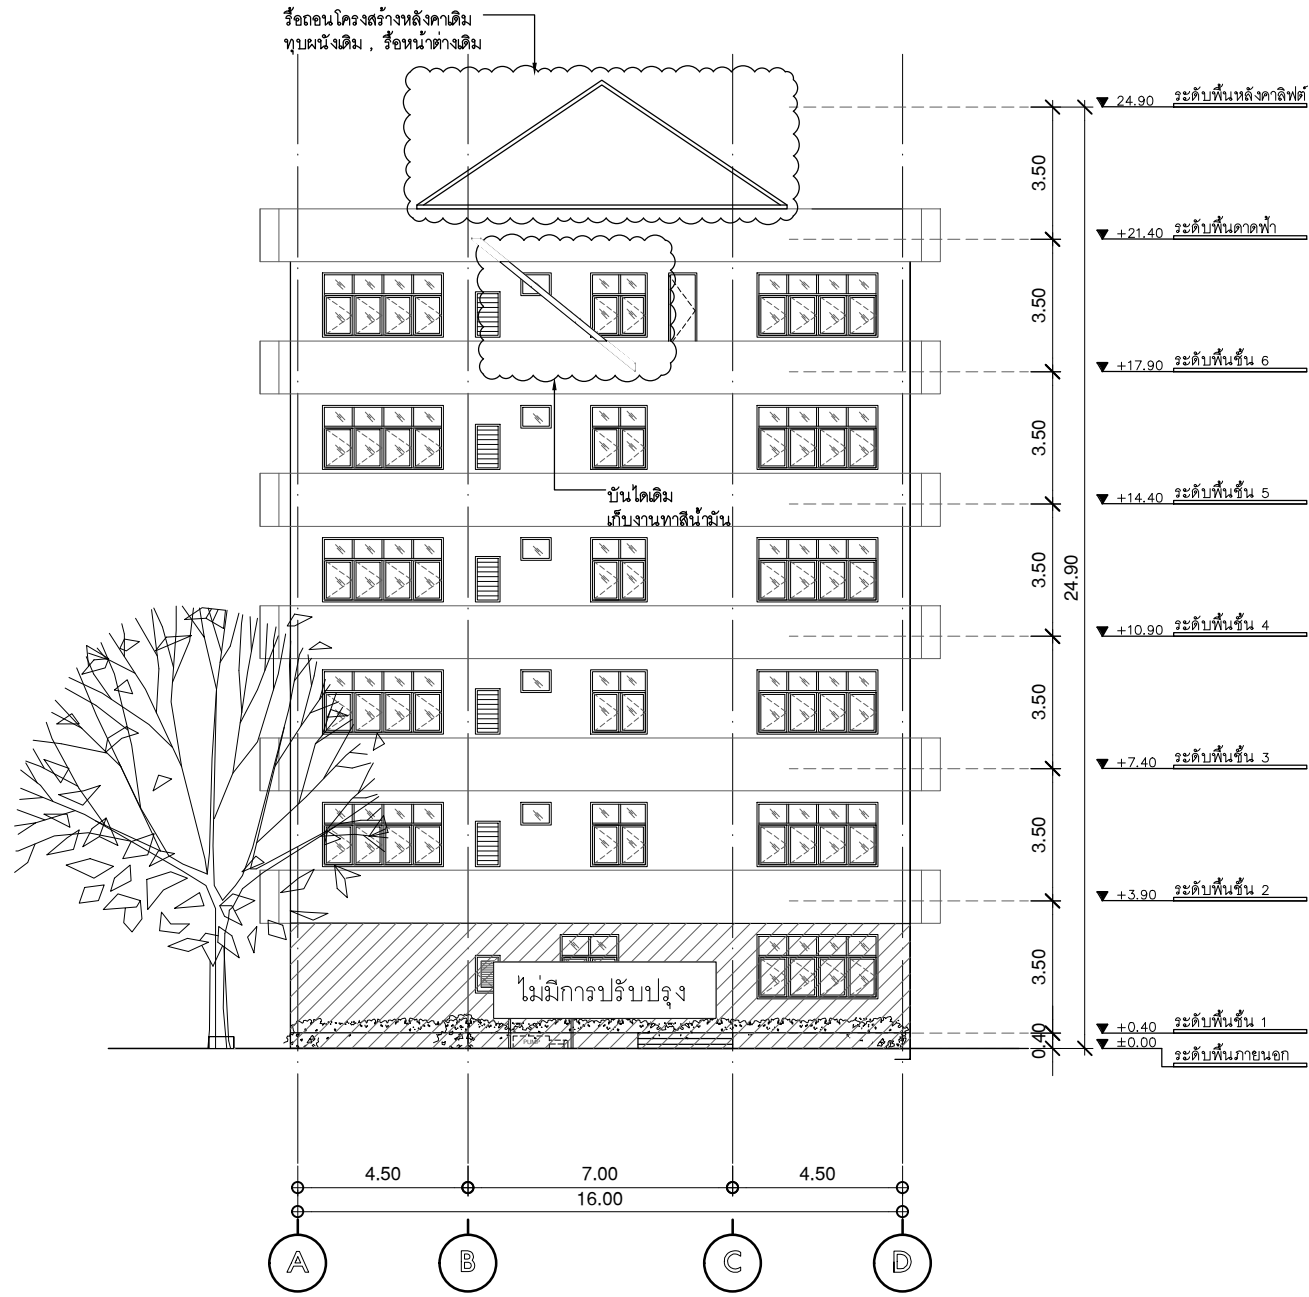 รื้อถอนโครงสร้างหลังคาเดิม
ทุบผนังเดิม , รื้อหน้าต่างเดิม
24.90 ระดับพื้นหลังคาลิฟต์
3.50
+21.40 ระดับพื้นดาดฟ้า
3.50
+17.90 ระดับพื้นชั้น 6
3.50
บันไดเดิม
เก็บงานทาสีน้ำมัน
+14.40 ระดับพื้นชั้น 5
3.50
24.90
+10.90 ระดับพื้นชั้น 4
3.50
+7.40 ระดับพื้นชั้น 3
3.50
+3.90 ระดับพื้นชั้น 2
3.50
ไม่มีการปรับปรุง
+0.40 ระดับพื้นชั้น 1
0.40
±0.00 ระดับพื้นภายนอก
PUMP
4.50 7.00 4.50
16.00
A B C D